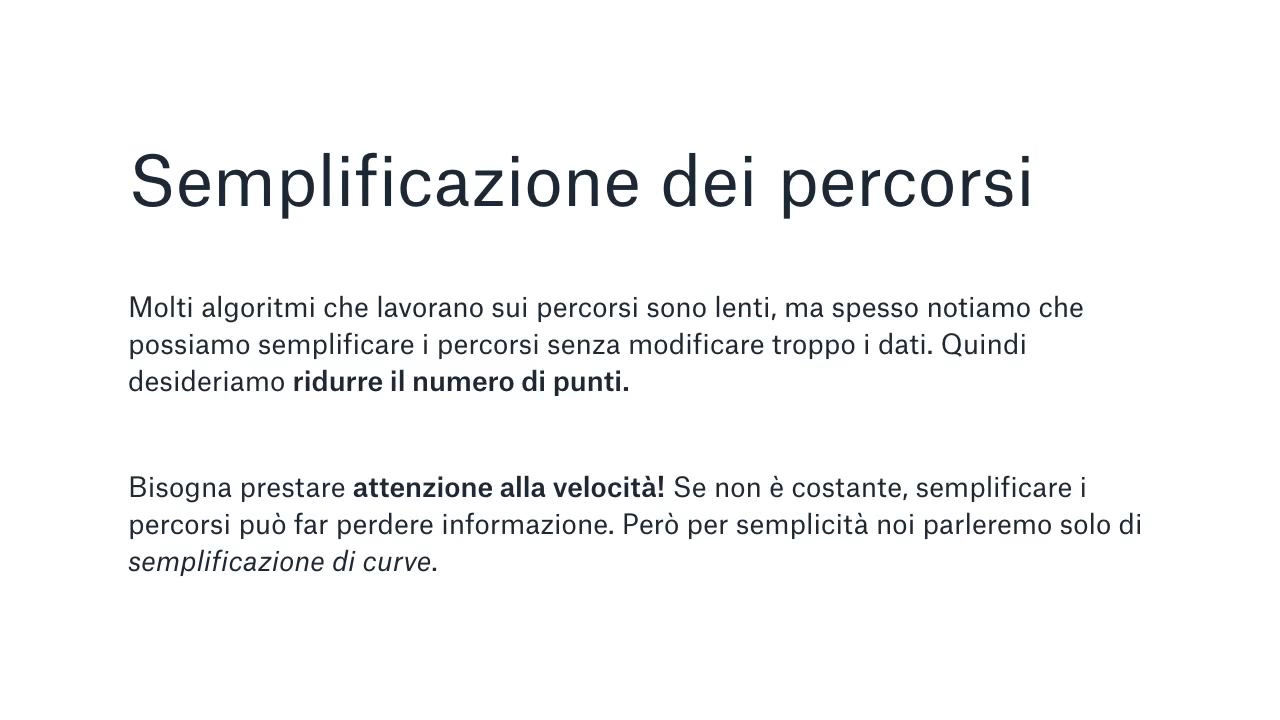 Semplificazione dei percorsi
Molti algoritmi che lavorano sui percorsi sono lenti, ma spesso notiamo che
possiamo semplificare i percorsi senza modificare troppo i dati. Quindi
desideriamo ridurre il numero di punti.
Bisogna prestare attenzione alla velocità! Se non è costante, semplificare i
percorsi può far perdere informazione. Però per semplicità noi parleremo solo di
semplificazione di curve.